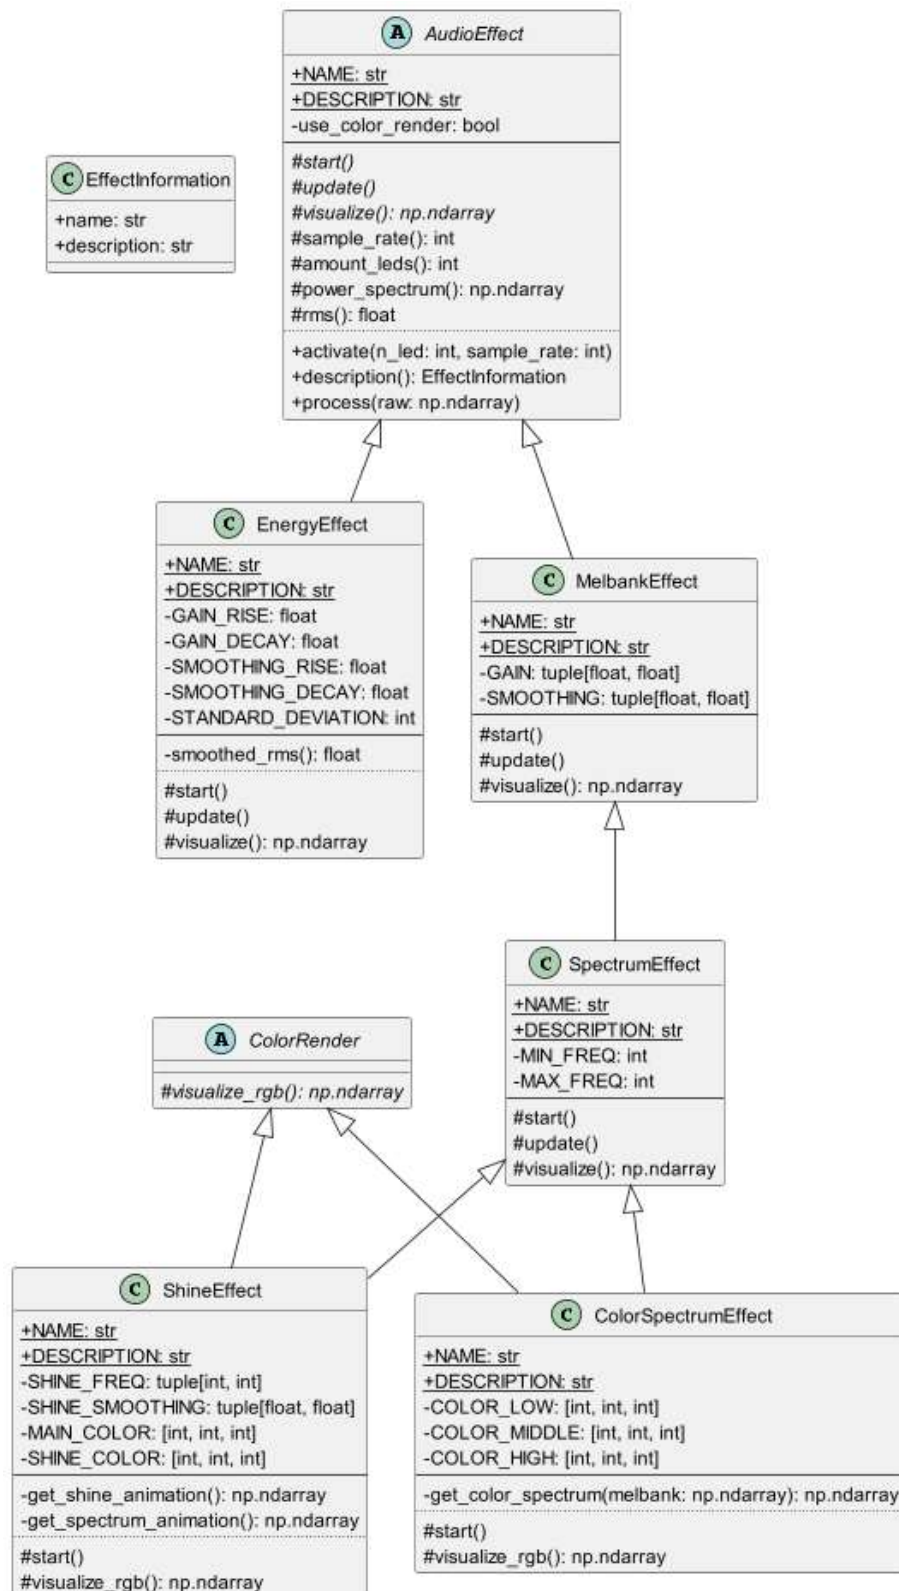 A AudioEffect
+NAME: str
+DESCRIPTION: str
-use_color_render: bool
#start()
#update()
#visualize(): np.ndarray
#sample_rate(): int
#amount_leds(): int
#power_spectrum(): np.ndarray
#rms(): float
+activate(n_led: int, sample_rate: int)
+description(): EffectInformation
+process(raw: np.ndarray)
C EffectInformation
+name: str
+description: str
C EnergyEffect
+NAME: str
+DESCRIPTION: str
-GAIN_RISE: float
-GAIN_DECAY: float
-SMOOTHING_RISE: float
-SMOOTHING_DECAY: float
-STANDARD_DEVIATION: int
-smoothed_rms(): float
#start()
#update()
#visualize(): np.ndarray
C MelbankEffect
+NAME: str
+DESCRIPTION: str
-GAIN: tuple[float, float]
-SMOOTHING: tuple[float, float]
#start()
#update()
#visualize(): np.ndarray
C SpectrumEffect
+NAME: str
+DESCRIPTION: str
-MIN_FREQ: int
-MAX_FREQ: int
#start()
#update()
#visualize(): np.ndarray
A ColorRender
#visualize_rgb(): np.ndarray
C ShineEffect
+NAME: str
+DESCRIPTION: str
-SHINE_FREQ: tuple[int, int]
-SHINE_SMOOTHING: tuple[float, float]
-MAIN_COLOR: [int, int, int]
-SHINE_COLOR: [int, int, int]
-get_shine_animation(): np.ndarray
-get_spectrum_animation(): np.ndarray
#start()
#visualize_rgb(): np.ndarray
C ColorSpectrumEffect
+NAME: str
+DESCRIPTION: str
-COLOR_LOW: [int, int, int]
-COLOR_MIDDLE: [int, int, int]
-COLOR_HIGH: [int, int, int]
-get_color_spectrum(melbank: np.ndarray): np.ndarray
#start()
#visualize_rgb(): np.ndarray